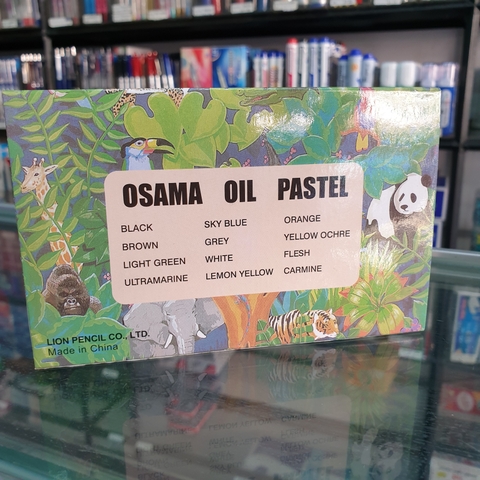 OSAMA OIL PASTEL
BLACK SKY BLUE ORANGE
BROWN GREY YELLOW OCHRE
LIGHT GREEN WHITE FLESH
ULTRAMARINE LEMON YELLOW CARMINE
LION PENCIL CO., LTD.
Made in China